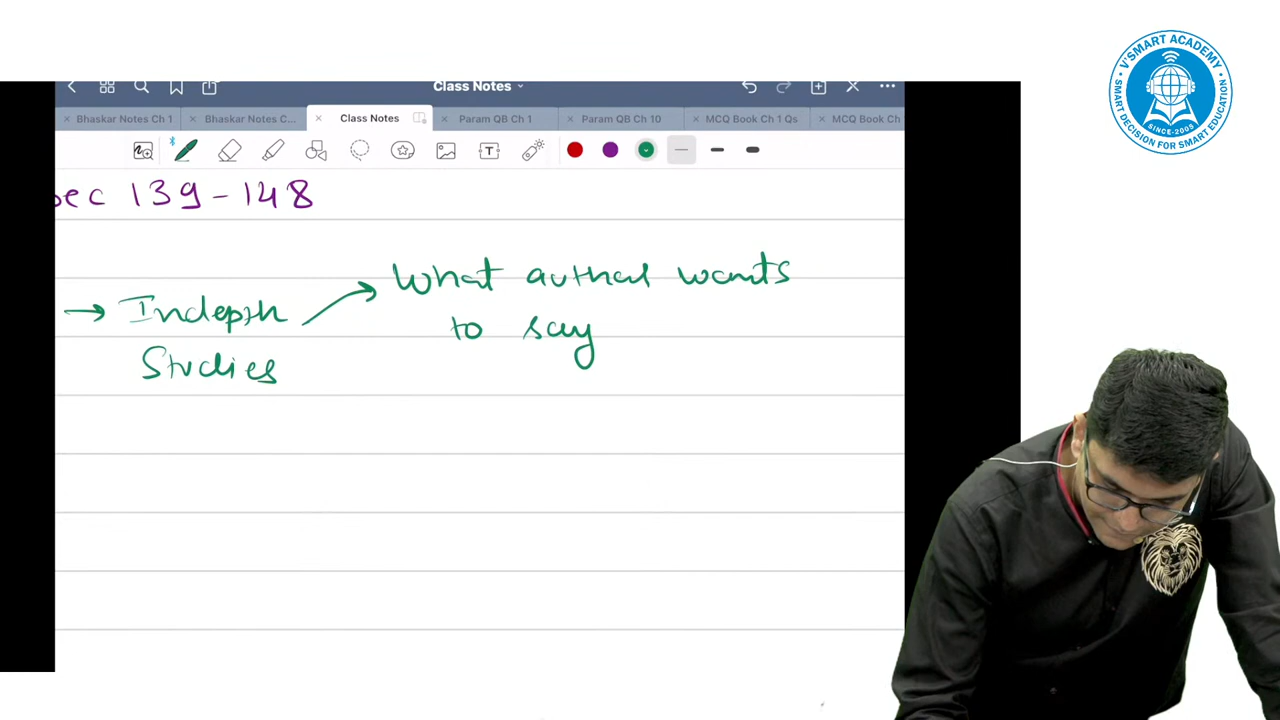 V'SMART ACADEMY
SMART DECISION FOR SMART EDUCATION
SINCE-2005
Class Notes
Bhaskar Notes Ch 1
Bhaskar Notes C...
Class Notes
Param QB Ch 1
Param QB Ch 10
MCQ Book Ch 1 Qs
MCQ Book Ch
T
Sec 139-148
→ Indepth
Studies
What author wants
to say